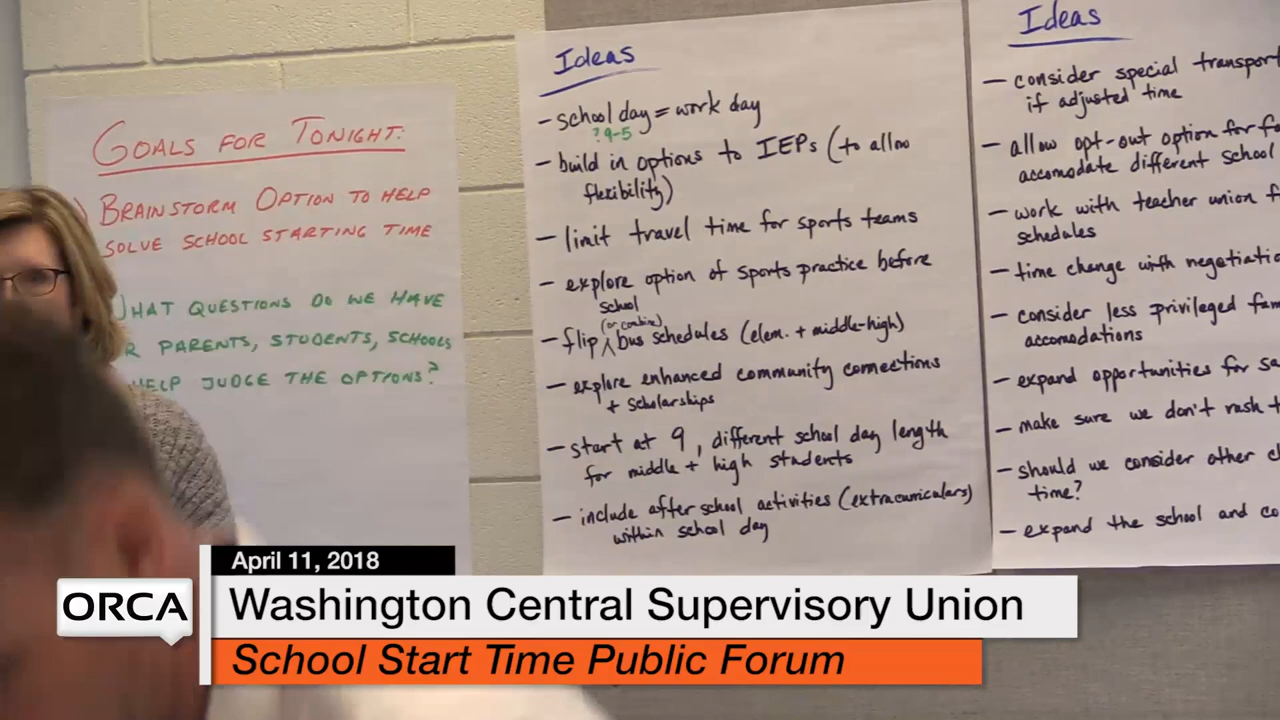 GOALS FOR TONIGHT:
BRAINSTORM OPTION TO HELP
SOLVE SCHOOL STARTING TIME
QUESTIONS DO WE HAVE
PARENTS, STUDENTS, SCHOOLS
JUDGE THE OPTIONS?
Ideas
- school day = work day
? 9-5
- build in options to IEPs (to allow
flexibility)
- limit travel time for sports teams
- explore option of sports practice before
school
(or combine)
- flip ^ bus schedules (elem. + middle-high)
- explore enhanced community connections
+ scholarships
- start at 9, different school day length
for middle + high students
- include after school activities (extracurriculars)
within school day
Ideas
- consider special transport
if adjusted time
- allow opt-out option for
accomodate different school
- work with teacher union
schedules
- time change with
- consider less privileged
accomodations
- expand opportunities for
- make sure we don't rush
- should we consider other
time?
- expand the school and
April 11, 2018
ORCA
Washington Central Supervisory Union
School Start Time Public Forum